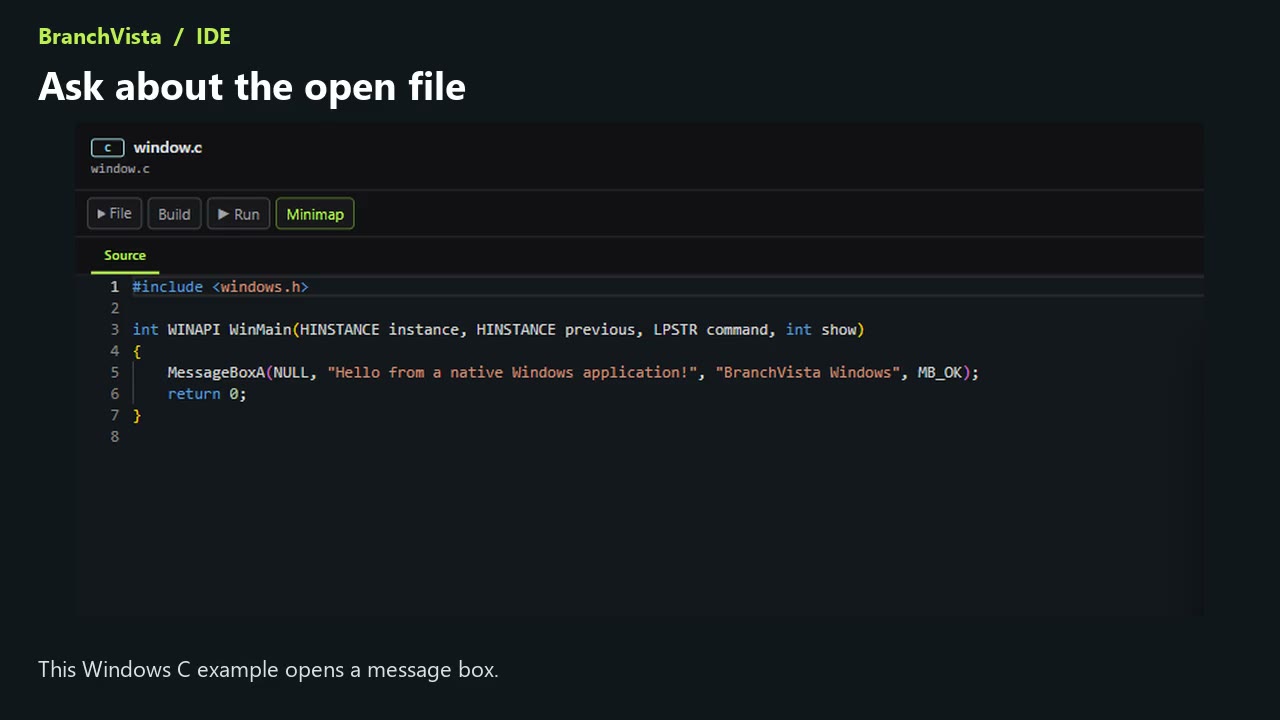 BranchVista / IDE
Ask about the open file
C window.c
window.c
▶ File Build ▶ Run Minimap
Source
1 #include <windows.h>
2
3 int WINAPI WinMain(HINSTANCE instance, HINSTANCE previous, LPSTR command, int show)
4 {
5     MessageBoxA(NULL, "Hello from a native Windows application!", "BranchVista Windows", MB_OK);
6     return 0;
7 }
8
This Windows C example opens a message box.